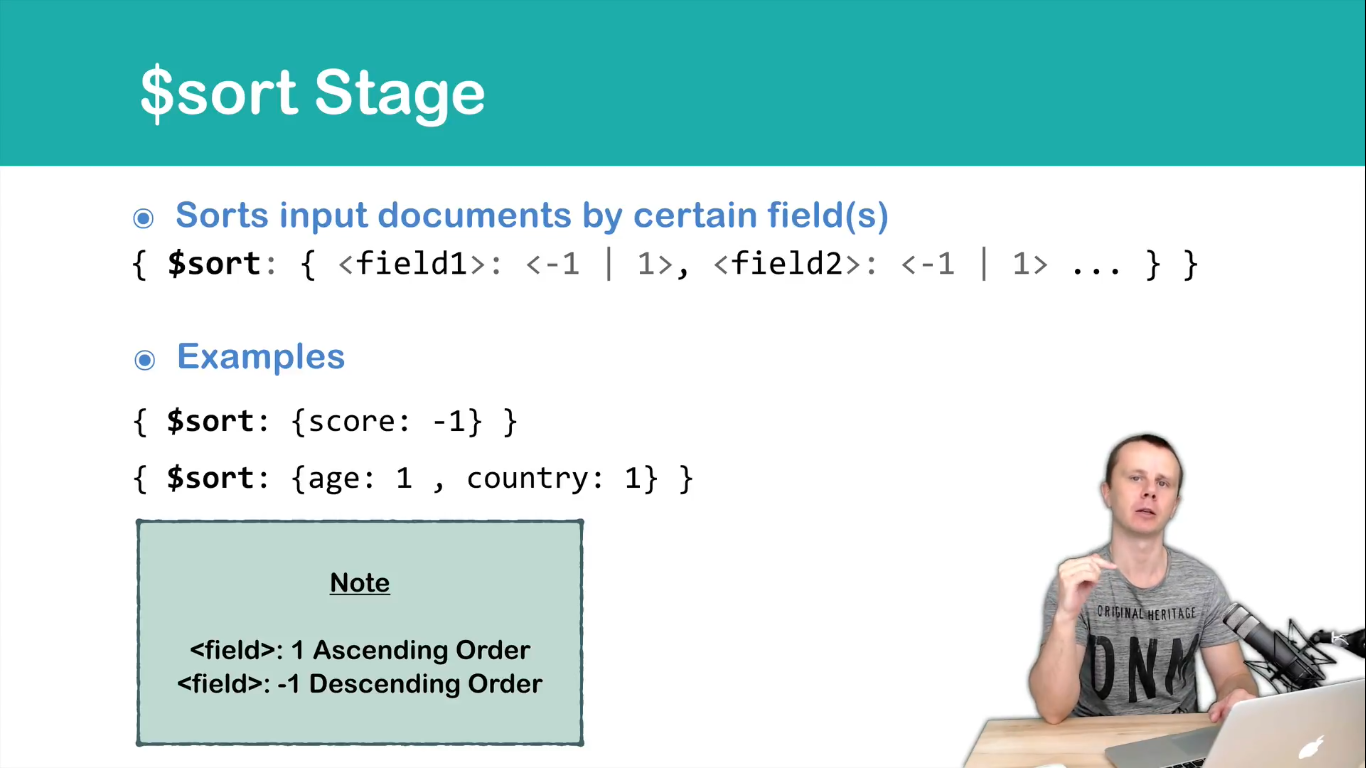 $sort Stage
Sorts input documents by certain field(s)
{ $sort: { <field1>: <-1 | 1>, <field2>: <-1 | 1> ... } }
Examples
{ $sort: {score: -1} }
{ $sort: {age: 1 , country: 1} }
Note
<field>: 1 Ascending Order
<field>: -1 Descending Order
ORIGINAL HERITAGE
DNM